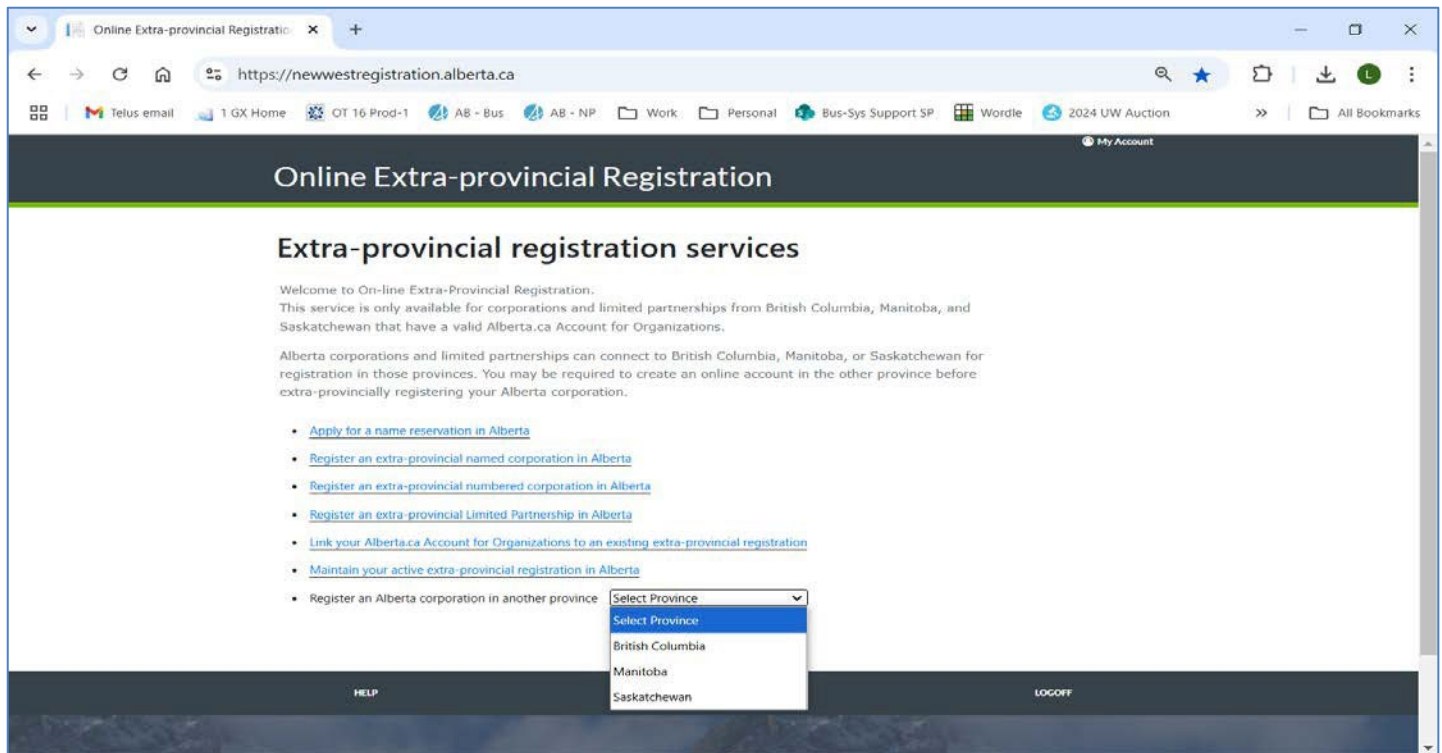 Online Extra-provincial Registratio
https://newwestregistration.alberta.ca
L
Telus email 1 GX Home OT 16 Prod-1 AB - Bus AB - NP Work Personal Bus-Sys Support SP Wordle 2024 UW Auction » All Bookmarks
My Account
Online Extra-provincial Registration
Extra-provincial registration services
Welcome to On-line Extra-Provincial Registration.
This service is only available for corporations and limited partnerships from British Columbia, Manitoba, and
Saskatchewan that have a valid Alberta.ca Account for Organizations.
Alberta corporations and limited partnerships can connect to British Columbia, Manitoba, or Saskatchewan for
registration in those provinces. You may be required to create an online account in the other province before
extra-provincially registering your Alberta corporation.
• Apply for a name reservation in Alberta
• Register an extra-provincial named corporation in Alberta
• Register an extra-provincial numbered corporation in Alberta
• Register an extra-provincial Limited Partnership in Alberta
• Link your Alberta.ca Account for Organizations to an existing extra-provincial registration
• Maintain your active extra-provincial registration in Alberta
• Register an Alberta corporation in another province Select Province
Select Province
British Columbia
Manitoba
Saskatchewan
HELP LOGOFF